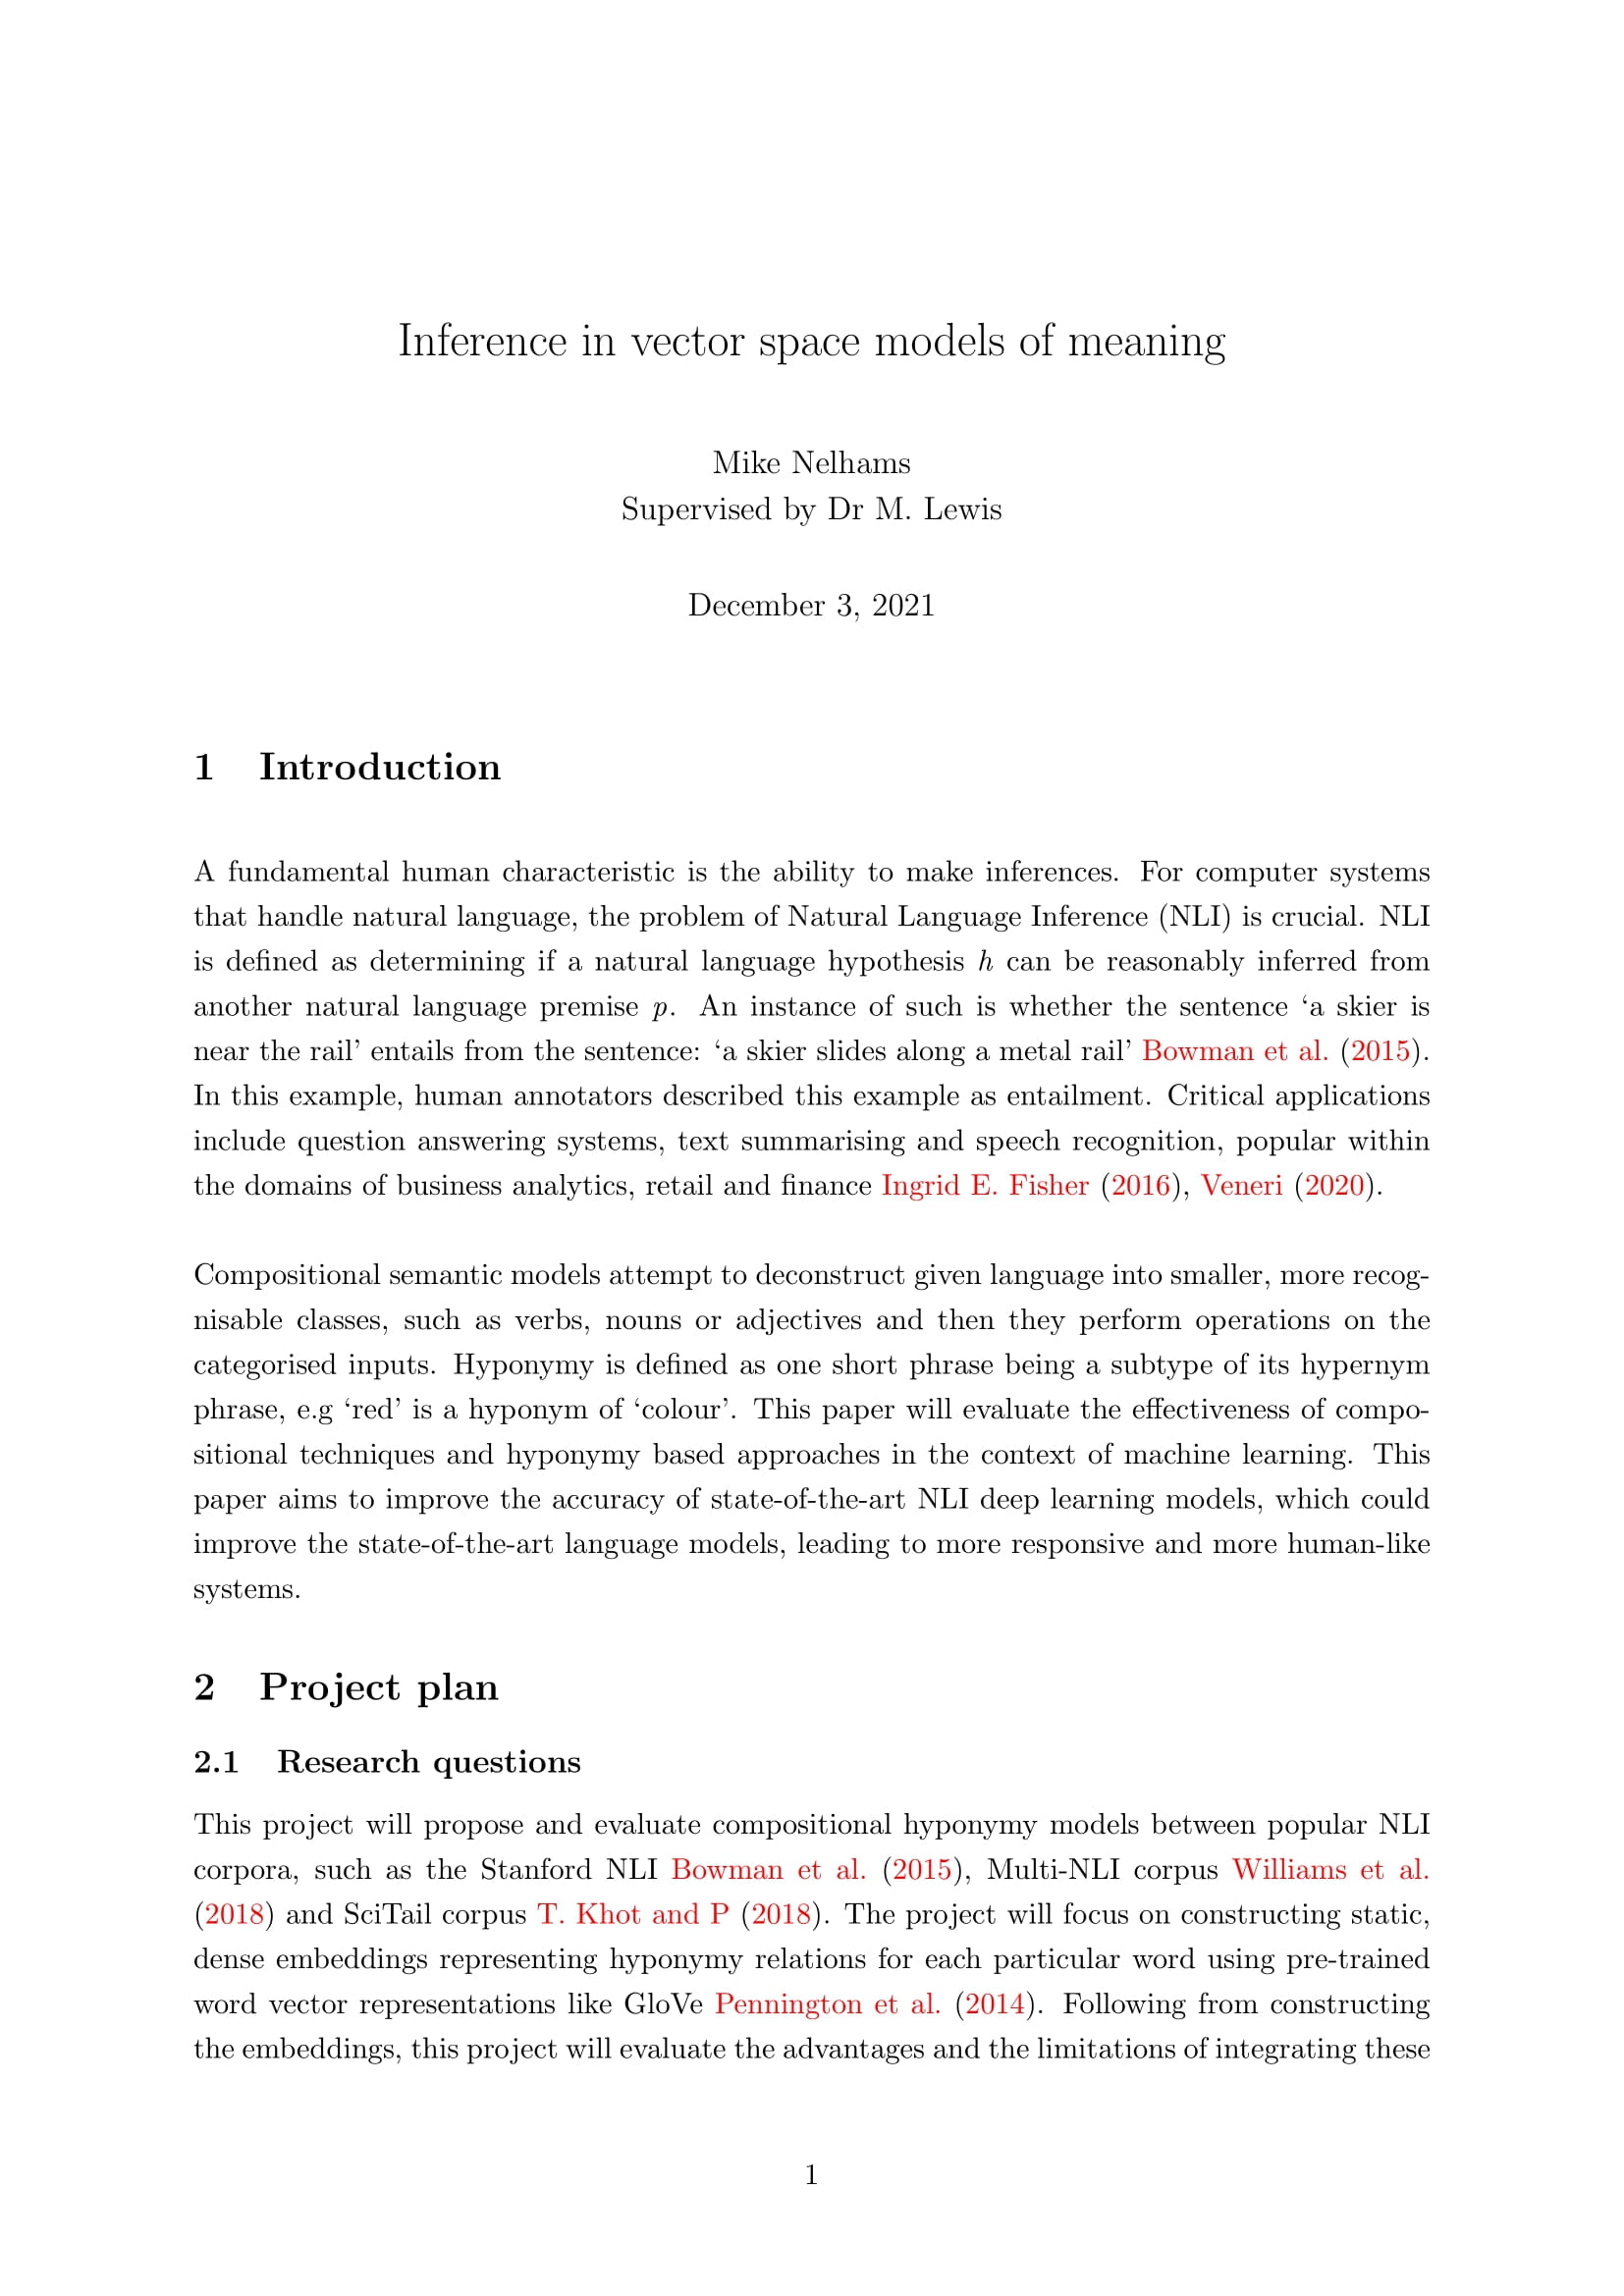 Inference in vector space models of meaning
Mike Nelhams
Supervised by Dr M. Lewis
December 3, 2021
1 Introduction
A fundamental human characteristic is the ability to make inferences. For computer systems
that handle natural language, the problem of Natural Language Inference (NLI) is crucial. NLI
is defined as determining if a natural language hypothesis h can be reasonably inferred from
another natural language premise p. An instance of such is whether the sentence ‘a skier is
near the rail’ entails from the sentence: ‘a skier slides along a metal rail’ Bowman et al. (2015).
In this example, human annotators described this example as entailment. Critical applications
include question answering systems, text summarising and speech recognition, popular within
the domains of business analytics, retail and finance Ingrid E. Fisher (2016), Veneri (2020).
Compositional semantic models attempt to deconstruct given language into smaller, more recog-
nisable classes, such as verbs, nouns or adjectives and then they perform operations on the
categorised inputs. Hyponymy is defined as one short phrase being a subtype of its hypernym
phrase, e.g ‘red’ is a hyponym of ‘colour’. This paper will evaluate the effectiveness of compo-
sitional techniques and hyponymy based approaches in the context of machine learning. This
paper aims to improve the accuracy of state-of-the-art NLI deep learning models, which could
improve the state-of-the-art language models, leading to more responsive and more human-like
systems.
2 Project plan
2.1 Research questions
This project will propose and evaluate compositional hyponymy models between popular NLI
corpora, such as the Stanford NLI Bowman et al. (2015), Multi-NLI corpus Williams et al.
(2018) and SciTail corpus T. Khot and P (2018). The project will focus on constructing static,
dense embeddings representing hyponymy relations for each particular word using pre-trained
word vector representations like GloVe Pennington et al. (2014). Following from constructing
the embeddings, this project will evaluate the advantages and the limitations of integrating these
1